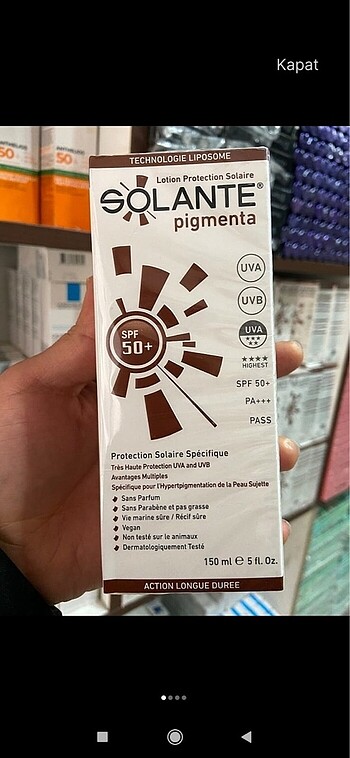 Kapat
TECHNOLOGIE LIPOSOME
Lotion Protection Solaire
SOLANTE®
pigmenta
UVA
UVB
SPF
50+
UVA
HIGHEST
SPF 50+
PA+++
PASS
Protection Solaire Spécifique
Très Haute Protection UVA and UVB
Avantages Multiples
Spécifique pour l'Hypertpigmentation de la Peau Sujette
Sans Parfum
Sans Parabène et pas grasse
Vie marine sûre / Récif sûre
Vegan
Non testé sur le animaux
Dermatologiquement Testé
150 ml ℮ 5 fl. Oz.
ACTION LONGUE DUREE
50+
50